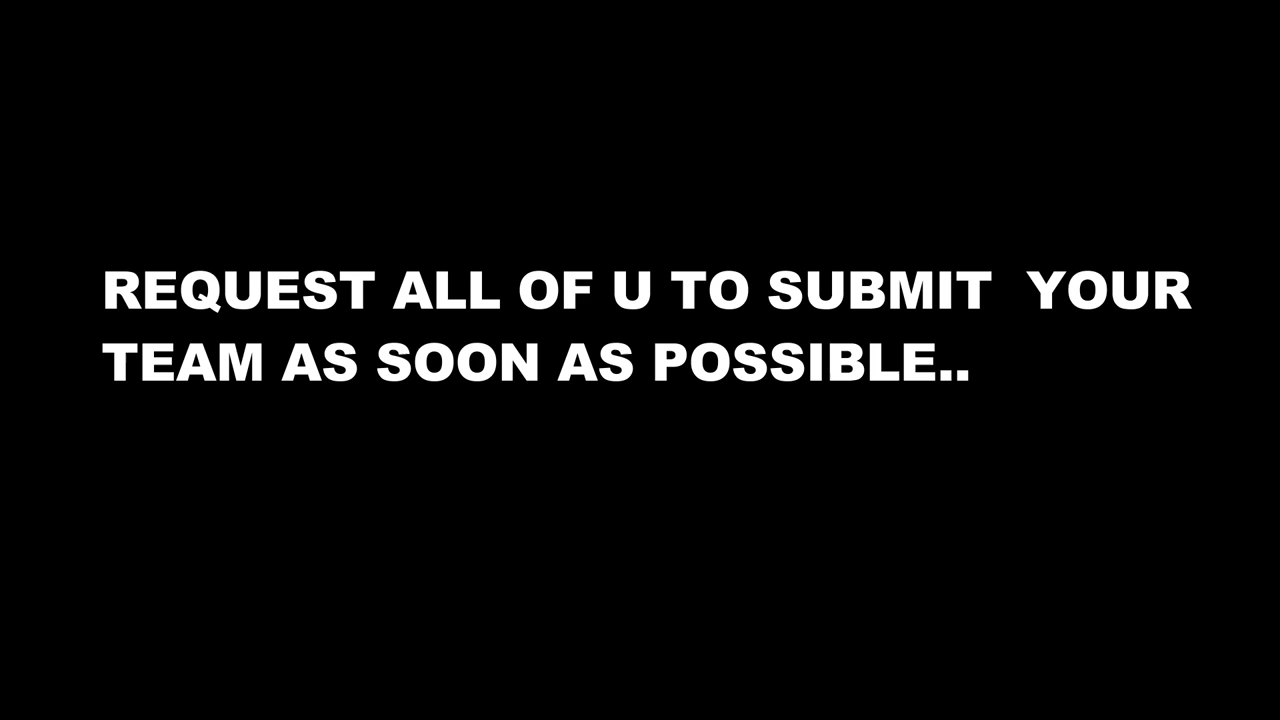 REQUEST ALL OF U TO SUBMIT  YOUR
TEAM AS SOON AS POSSIBLE..